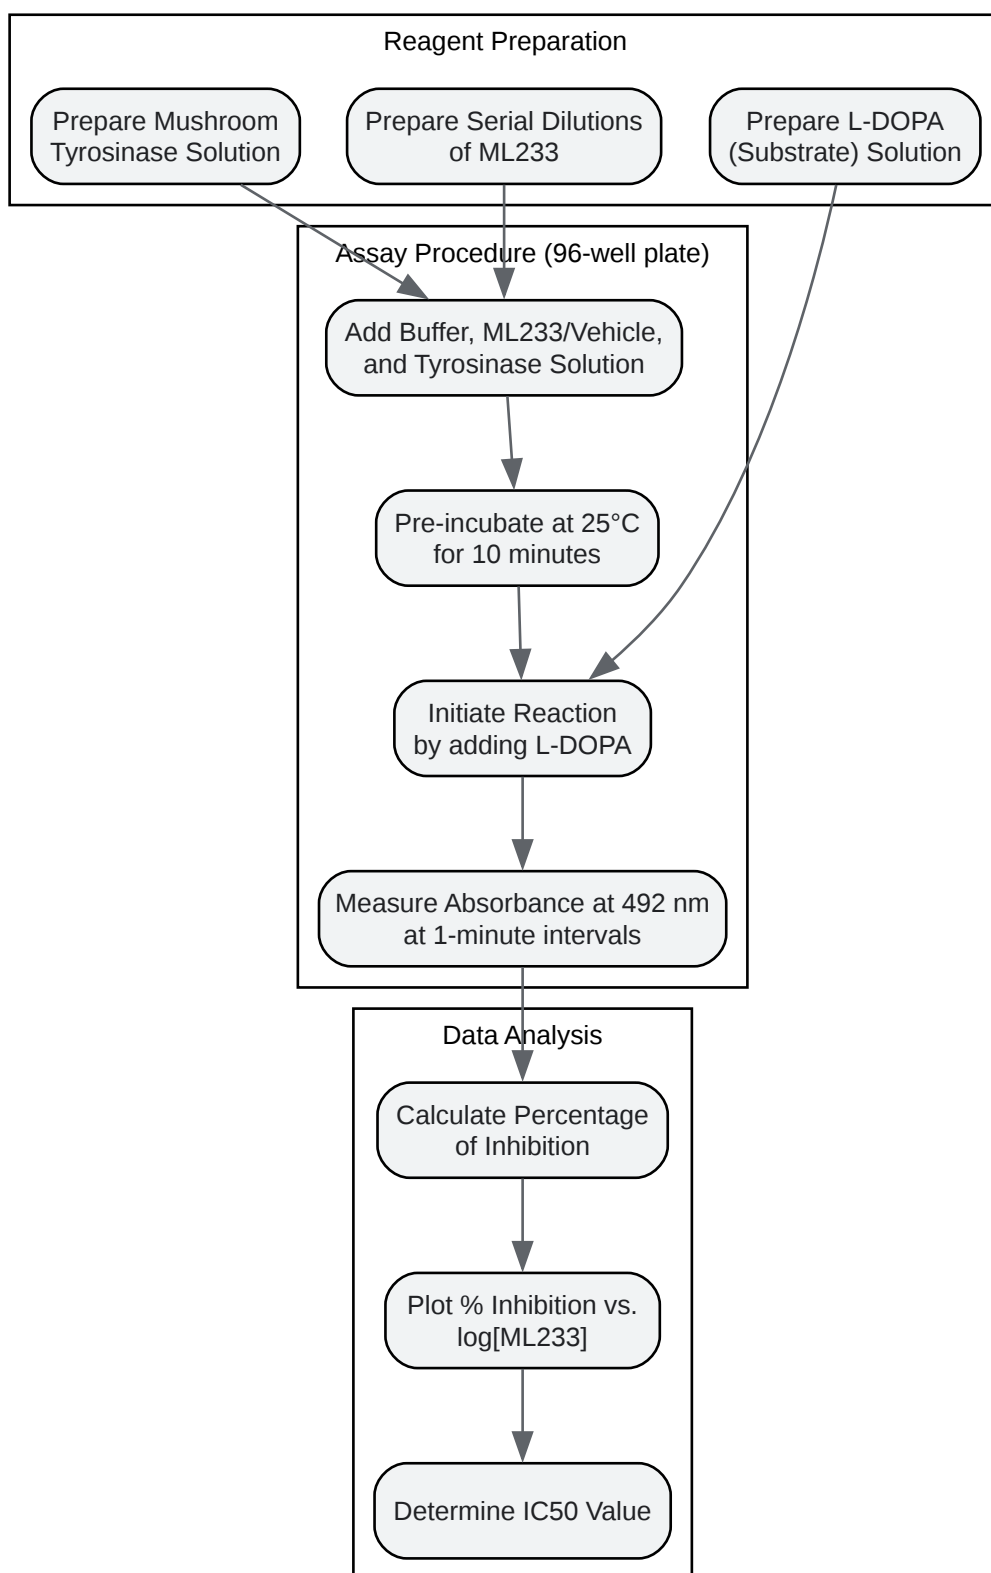 Reagent Preparation
Prepare Mushroom
Tyrosinase Solution
Prepare Serial Dilutions
of ML233
Prepare L-DOPA
(Substrate) Solution
Assay Procedure (96-well plate)
Add Buffer, ML233/Vehicle,
and Tyrosinase Solution
Pre-incubate at 25°C
for 10 minutes
Initiate Reaction
by adding L-DOPA
Measure Absorbance at 492 nm
at 1-minute intervals
Data Analysis
Calculate Percentage
of Inhibition
Plot % Inhibition vs.
log[ML233]
Determine IC50 Value